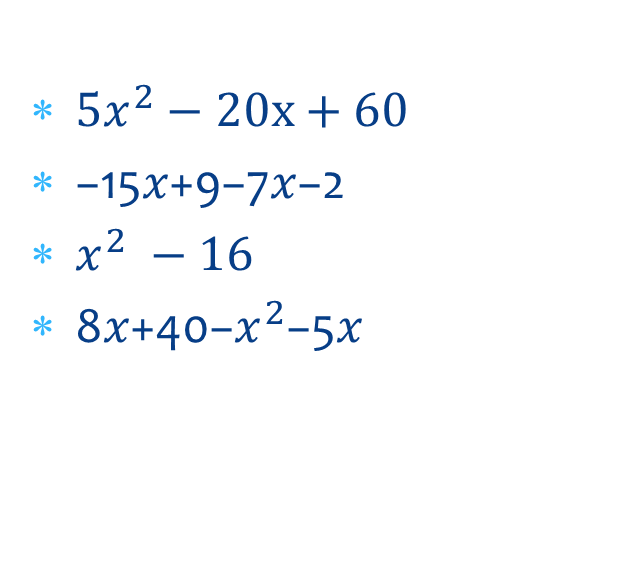 * 5x² − 20x + 60
* –15x+9–7x–2
* x² − 16
* 8x+40–x²–5x